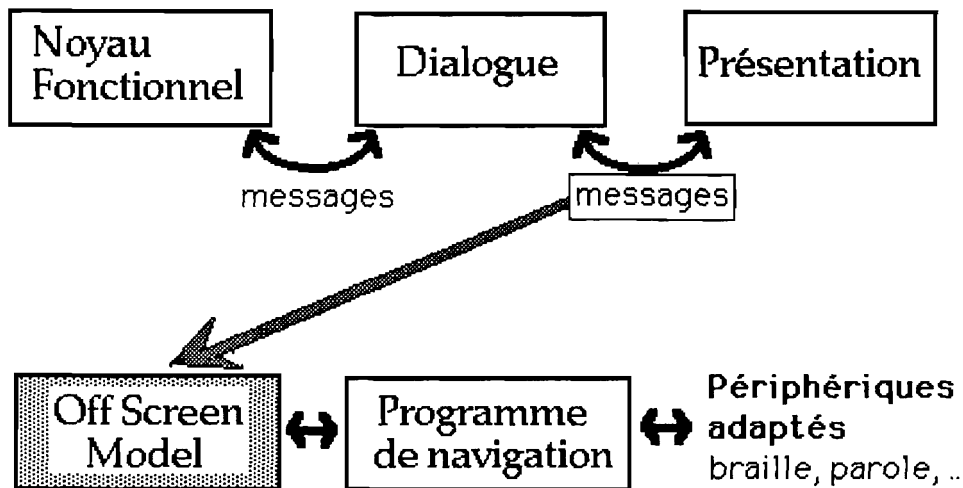 Noyau
Fonctionnel
Dialogue
Présentation
messages
messages
Off Screen
Model
Programme
de navigation
Périphériques
adaptés
braille, parole, ..